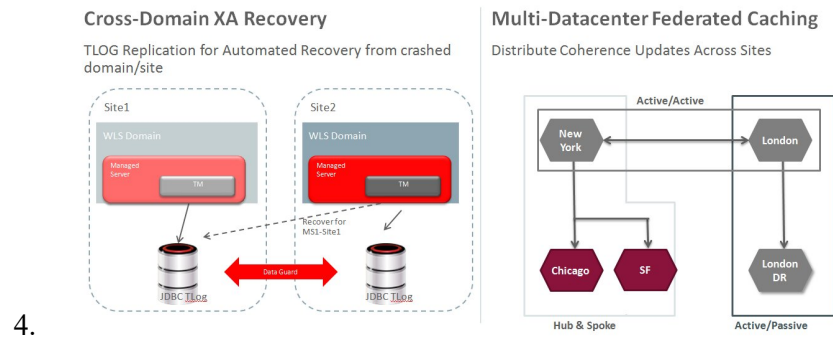 Cross-Domain XA Recovery
TLOG Replication for Automated Recovery from crashed
domain/site
Site1
WLS Domain
Managed
Server
TM
JDBC TLog
Site2
WLS Domain
Managed
Server
TM
Recover for
MS1-Site1
Data Guard
JDBC TLog
Multi-Datacenter Federated Caching
Distribute Coherence Updates Across Sites
Active/Active
New
York
London
Chicago
SF
London
DR
Hub & Spoke
Active/Passive
4.